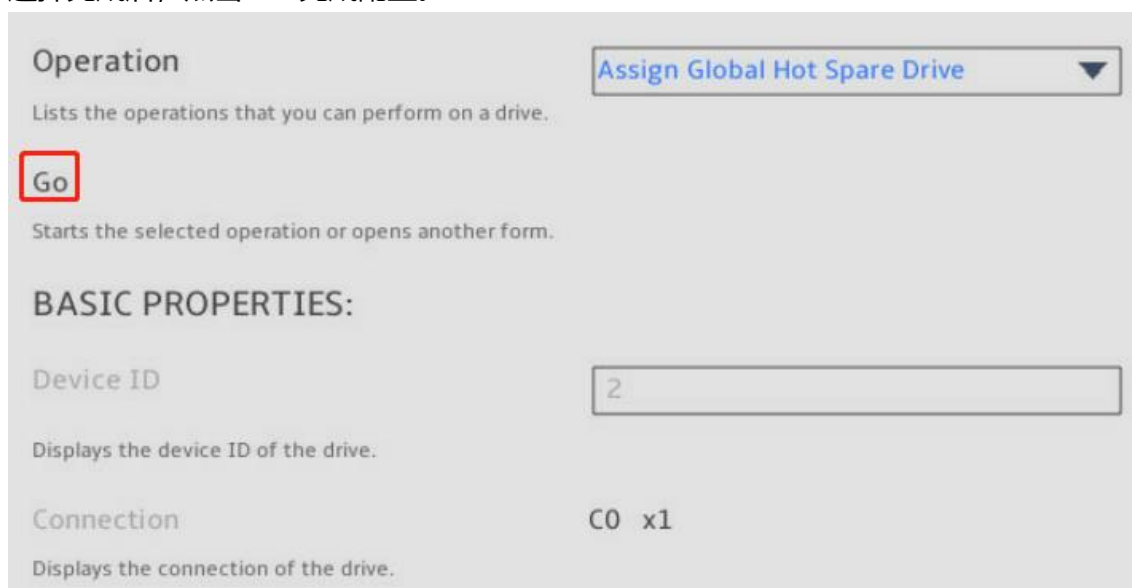 Operation
Assign Global Hot Spare Drive
Lists the operations that you can perform on a drive.
Go
Starts the selected operation or opens another form.
BASIC PROPERTIES:
Device ID
2
Displays the device ID of the drive.
Connection
C0 x1
Displays the connection of the drive.